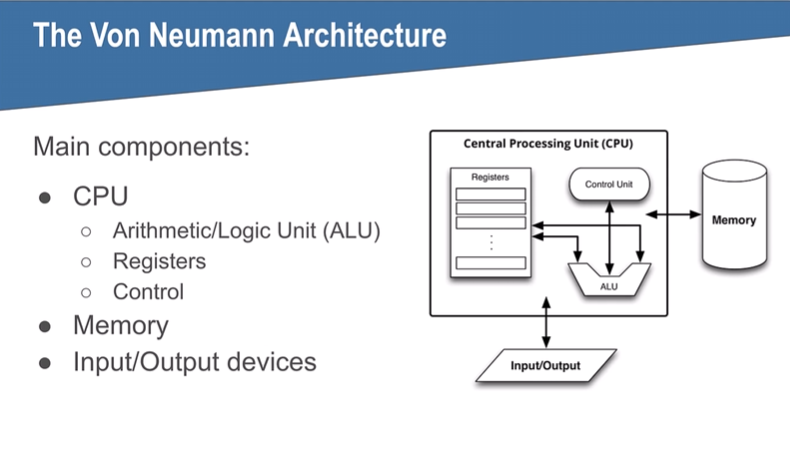 The Von Neumann Architecture
Main components:
● CPU
○ Arithmetic/Logic Unit (ALU)
○ Registers
○ Control
● Memory
● Input/Output devices
Central Processing Unit (CPU)
Registers
Control Unit
ALU
Memory
Input/Output